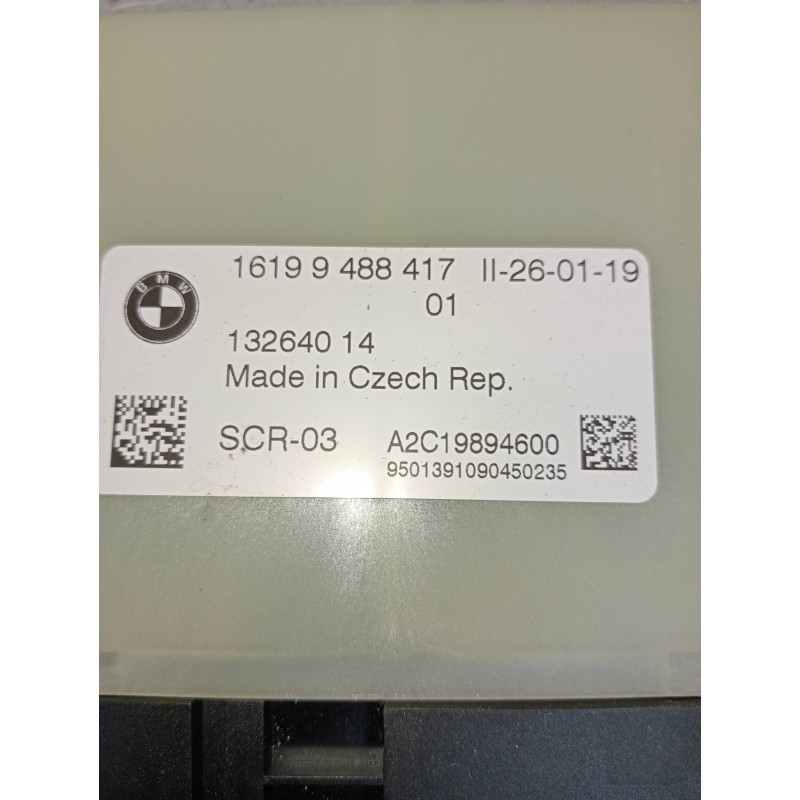 BMW
1619 9 488 417 II-26-01-19
01
132640 14
Made in Czech Rep.
SCR-03 A2C19894600
9501391090450235